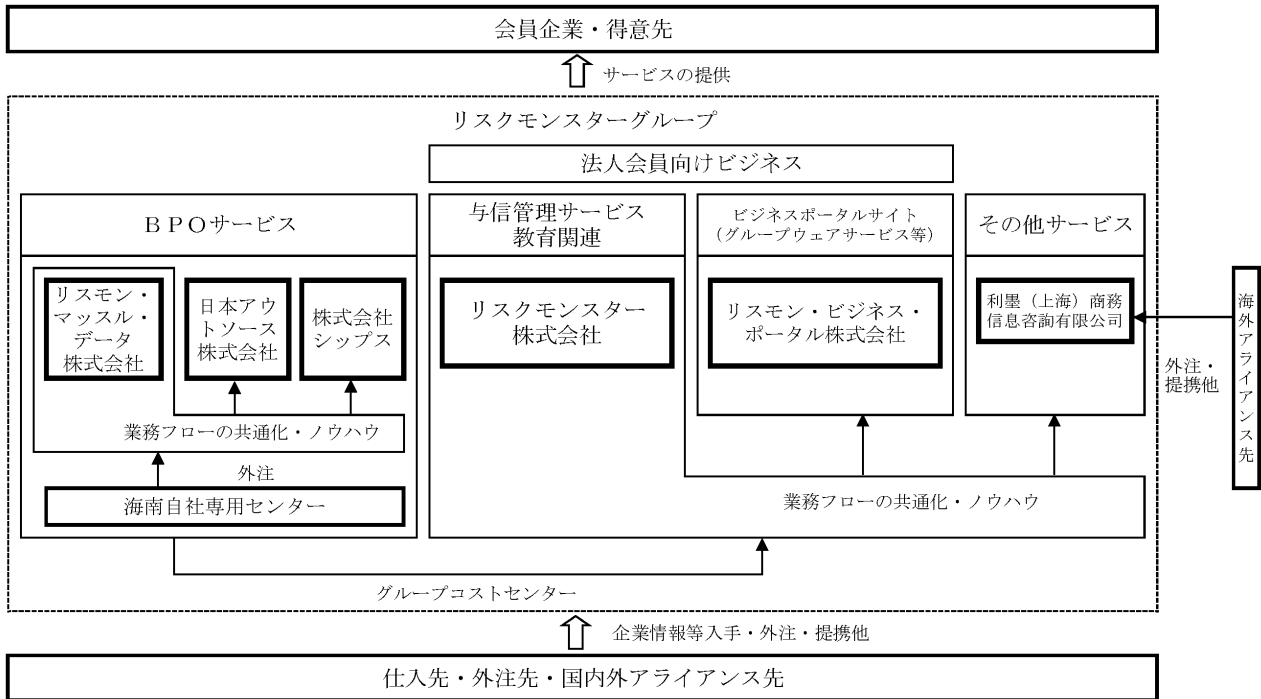 会員企業・得意先
サービスの提供
リスクモンスターグループ
法人会員向けビジネス
ＢＰＯサービス
与信管理サービス
教育関連
ビジネスポータルサイト
（グループウェアサービス等）
その他サービス
リスモン・
マッスル・
データ
株式会社
日本アウ
トソース
株式会社
株式会社
シップス
リスクモンスター
株式会社
リスモン・ビジネス・
ポータル株式会社
利墨（上海）商務
信息咨詢有限公司
海外アライアンス先
外注・
提携他
業務フローの共通化・ノウハウ
外注
海南自社専用センター
業務フローの共通化・ノウハウ
グループコストセンター
企業情報等入手・外注・提携他
仕入先・外注先・国内外アライアンス先